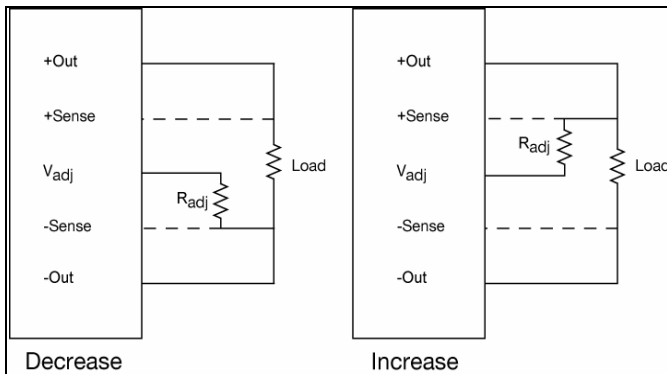 +Out
+Sense
Vadj
Radj
-Sense
-Out
Load
Decrease
+Out
+Sense
Radj
Vadj
-Sense
-Out
Load
Increase